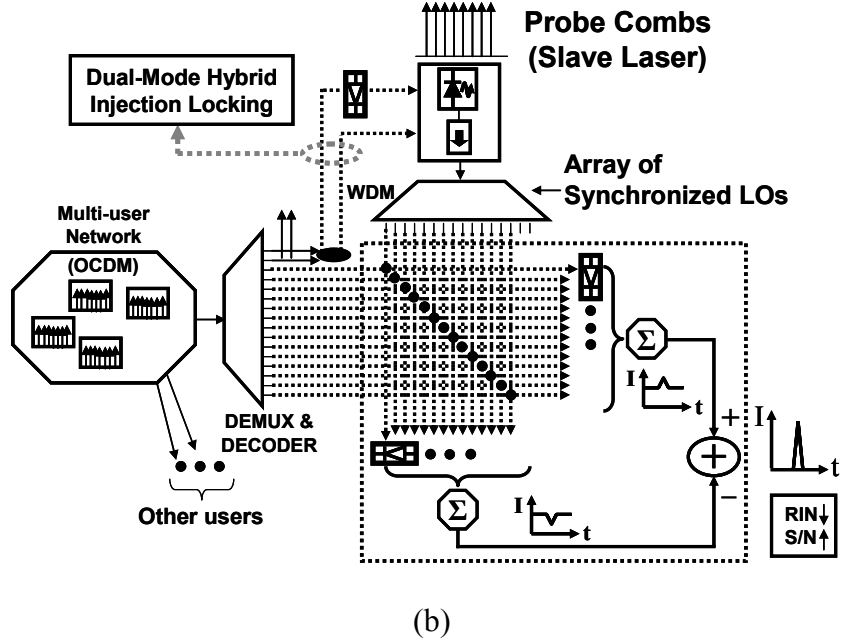 Probe Combs
(Slave Laser)
Dual-Mode Hybrid
Injection Locking
WDM
Array of
Synchronized LOs
Multi-user
Network
(OCDM)
Σ
I
t
DEMUX &
DECODER
+
I
t
+
−
Other users
Σ
I
t
RIN↓
S/N↑
(b)